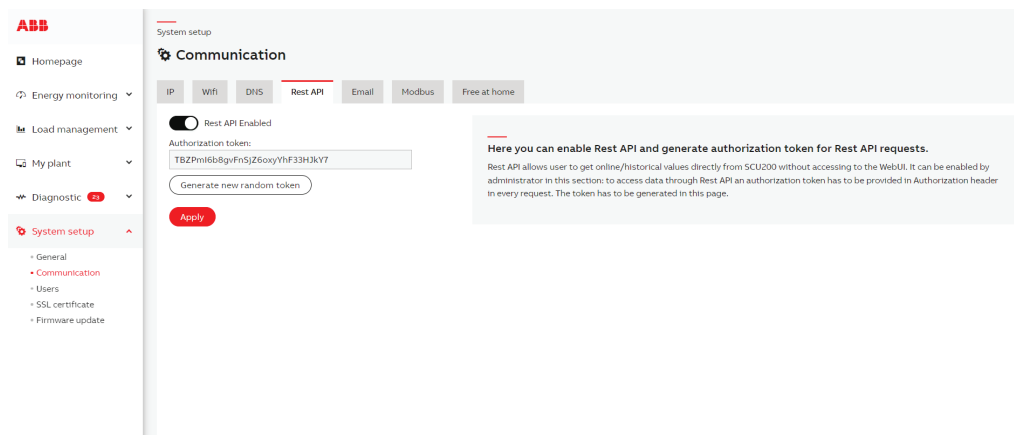 ABB
Homepage
Energy monitoring
Load management
My plant
Diagnostic 23
System setup
General
Communication
Users
SSL certificate
Firmware update
System setup
Communication
IP Wifi DNS Rest API Email Modbus Free at home
Rest API Enabled
Authorization token:
TBZPmI6b8gvFnSjZ6oxyYhF33HJkY7
Generate new random token
Apply
Here you can enable Rest API and generate authorization token for Rest API requests.
Rest API allows user to get online/historical values directly from SCU200 without accessing to the WebUI. It can be enabled by
administrator in this section: to access data through Rest API an authorization token has to be provided in Authorization header
in every request. The token has to be generated in this page.